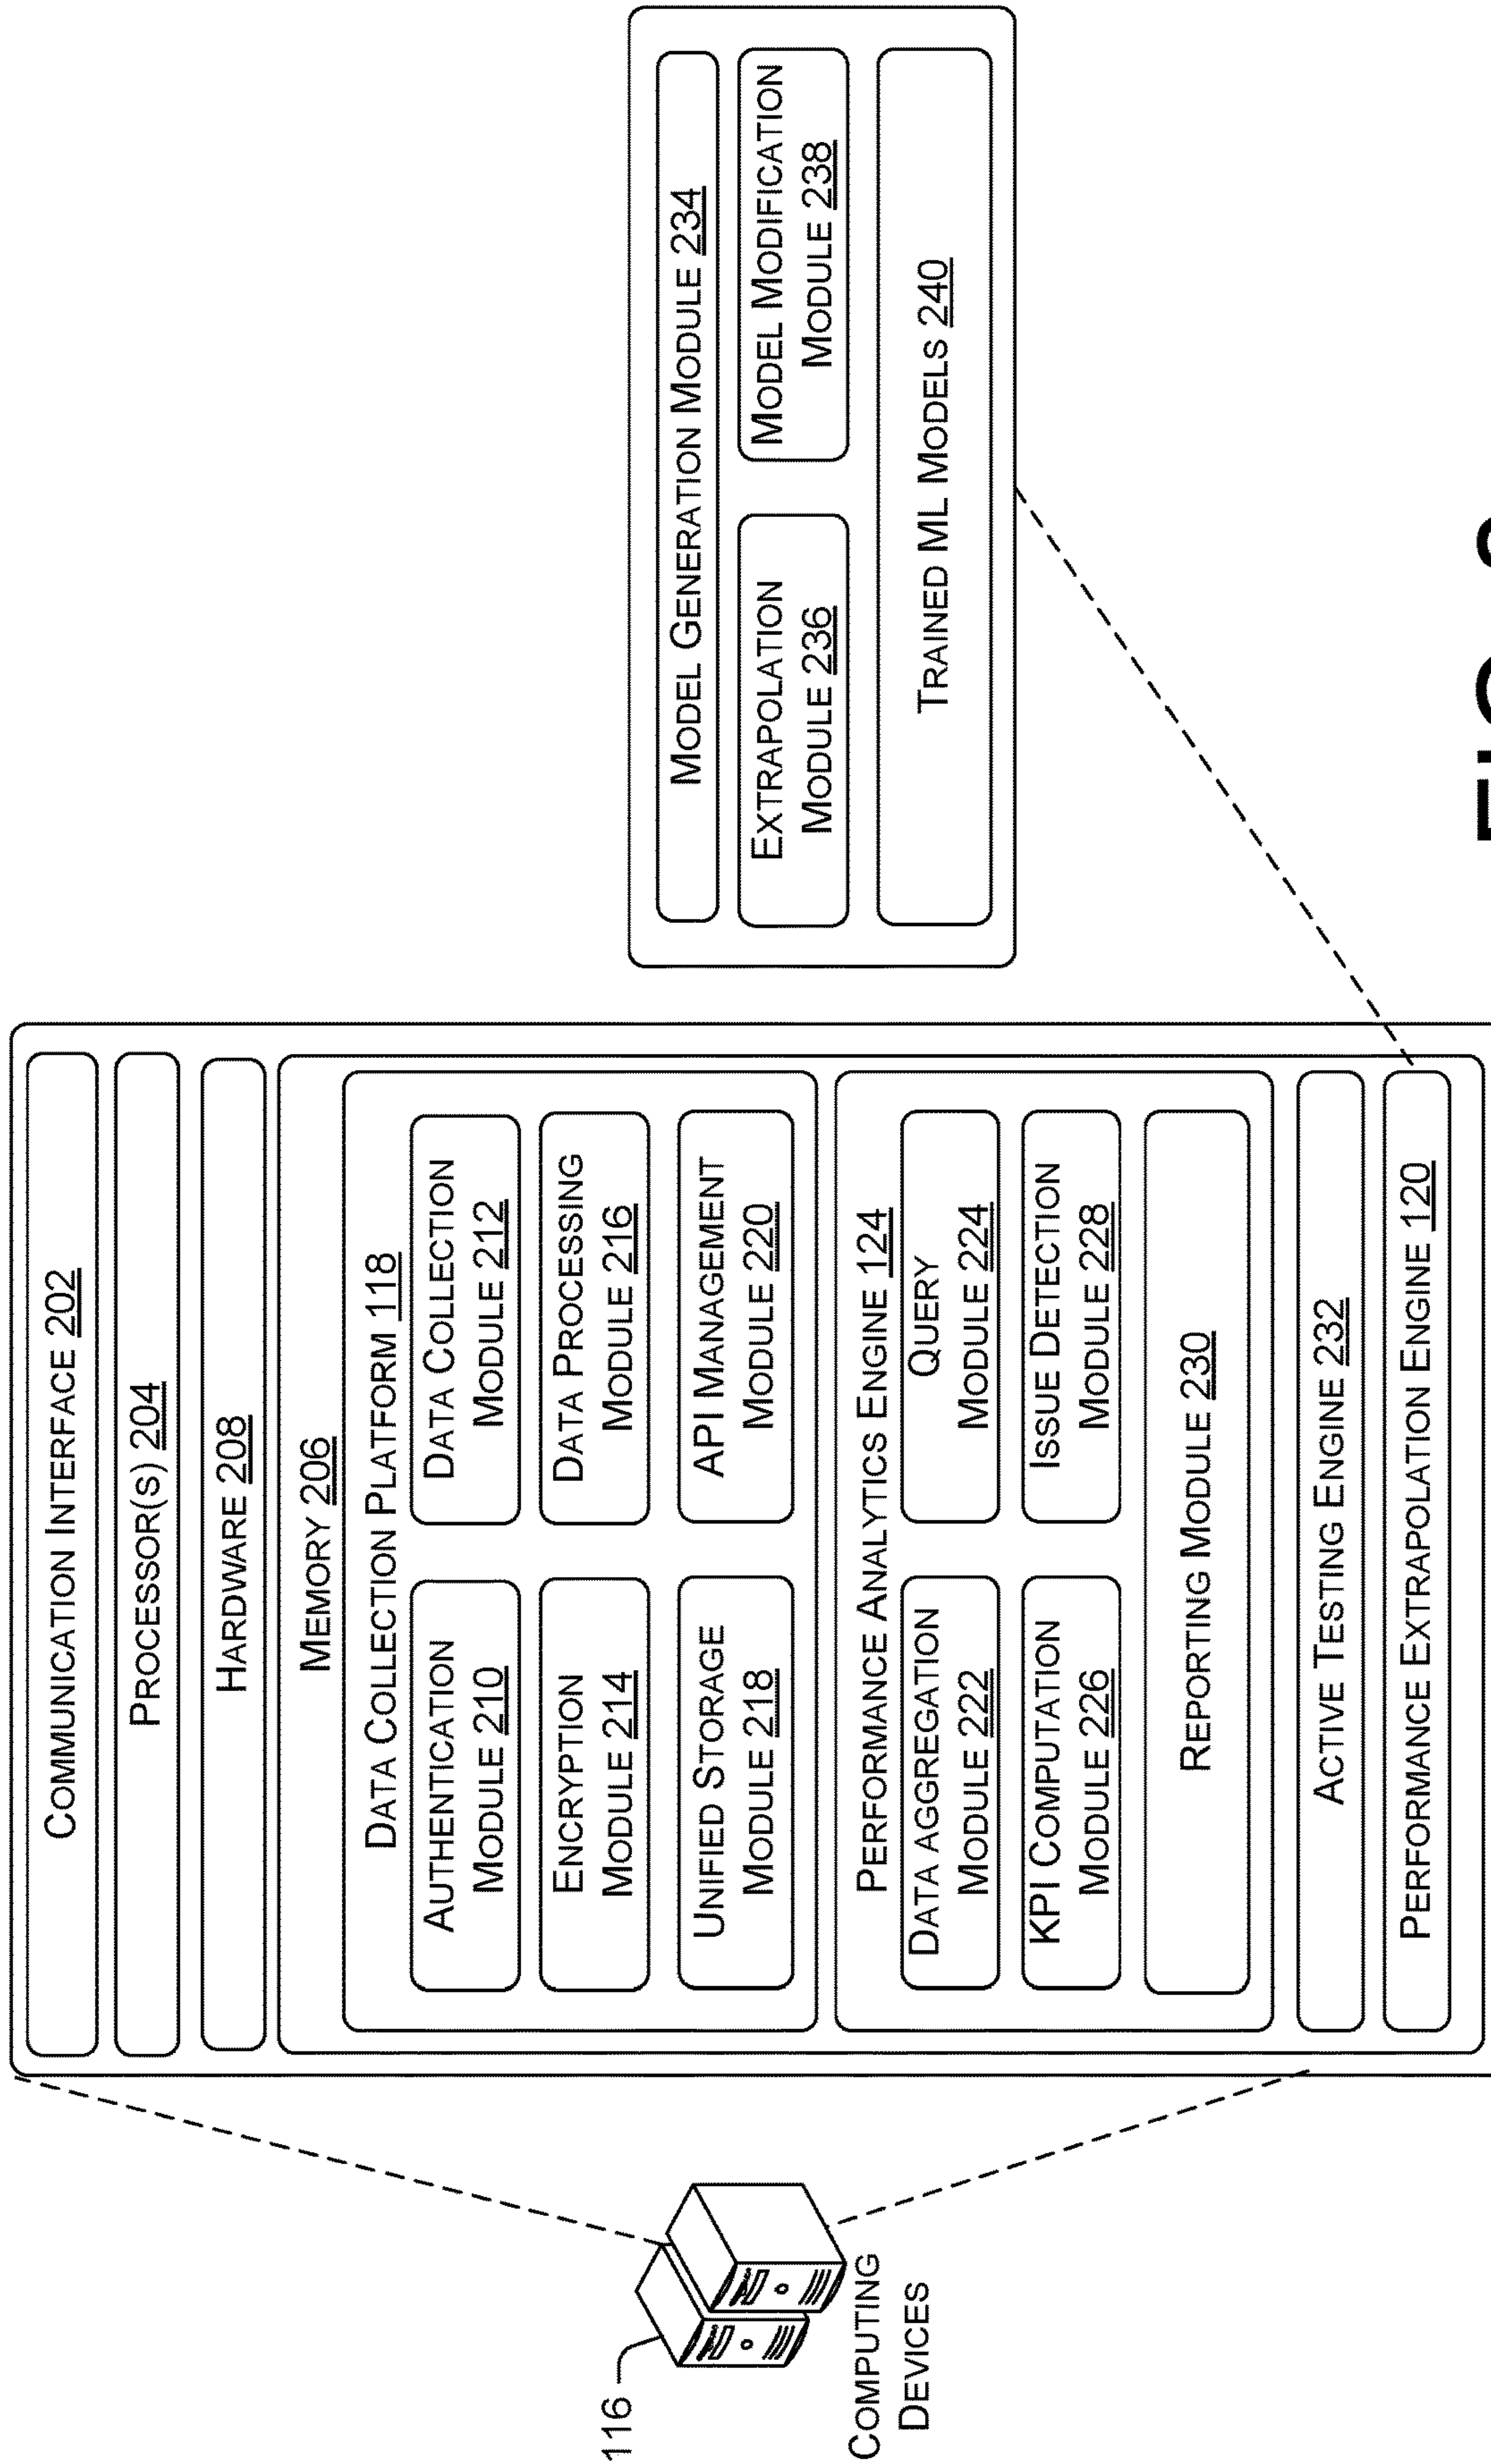 116
COMPUTING
DEVICES
COMMUNICATION INTERFACE 202
PROCESSOR(S) 204
HARDWARE 208
MEMORY 206
DATA COLLECTION PLATFORM 118
AUTHENTICATION
MODULE 210
DATA COLLECTION
MODULE 212
ENCRYPTION
MODULE 214
DATA PROCESSING
MODULE 216
UNIFIED STORAGE
MODULE 218
API MANAGEMENT
MODULE 220
PERFORMANCE ANALYTICS ENGINE 124
DATA AGGREGATION
MODULE 222
QUERY
MODULE 224
KPI COMPUTATION
MODULE 226
ISSUE DETECTION
MODULE 228
REPORTING MODULE 230
ACTIVE TESTING ENGINE 232
PERFORMANCE EXTRAPOLATION ENGINE 120
MODEL GENERATION MODULE 234
EXTRAPOLATION
MODULE 236
MODEL MODIFICATION
MODULE 238
TRAINED ML MODELS 240